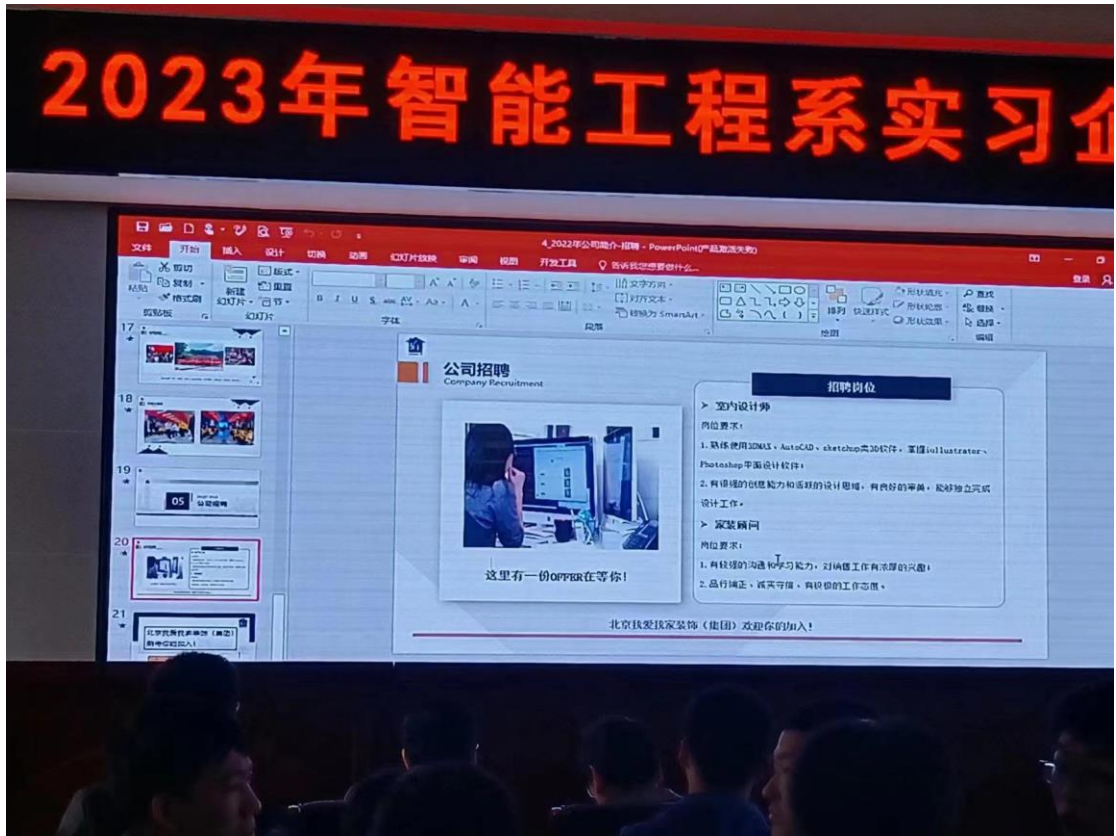 2023年智能工程系实习企
4_2022年公司简介-招聘 - PowerPoint(产品激活失败)
文件 开始 插入 设计 切换 动画 幻灯片放映 审阅 视图 开发工具 告诉我您想要做什么...
登录
粘贴 剪切 复制 格式刷
新建 幻灯片 版式 重置 节
文字方向 对齐文本 转换为 SmartArt
排列 快速样式 形状填充 形状轮廓 形状效果
查找 替换 选择
剪贴板 幻灯片 字体 段落 绘图 编辑
17
18
19
05 公司招聘
20
21
北京我爱我家装饰（集团）
公司招聘
Company Recruitment
这里有一份OFFER在等你!
招聘岗位
➢ 室内设计师
岗位要求:
1.熟练使用3DMAX、AutoCAD、sketchup类3D软件，掌握iullustrator、
Photoshop平面设计软件;
2.有很强的创意能力和活跃的设计思维，有良好的审美，能够独立完成
设计工作。
➢ 家装顾问
岗位要求:
1.有较强的沟通和学习能力，对销售工作有浓厚的兴趣;
2.品行端正、诚实守信、有积极的工作态度。
北京我爱我家装饰（集团）欢迎你的加入!